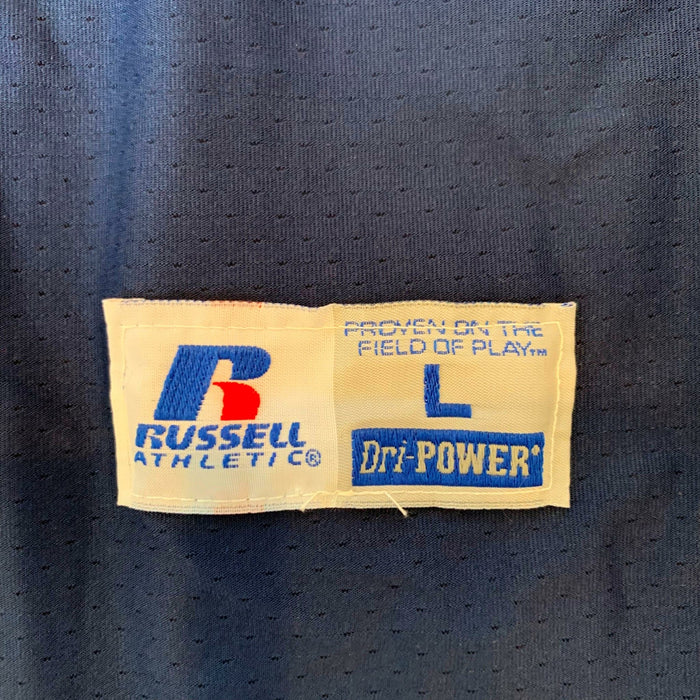 RUSSELL
ATHLETIC®
PROVEN ON THE
FIELD OF PLAY™
L
Dri-POWER